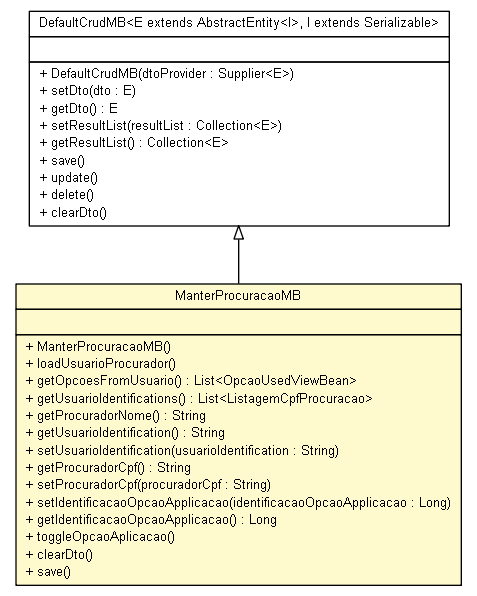 DefaultCrudMB<E extends AbstractEntity<I>, I extends Serializable>
+ DefaultCrudMB(dtoProvider : Supplier<E>)
+ setDto(dto : E)
+ getDto() : E
+ setResultList(resultList : Collection<E>)
+ getResultList() : Collection<E>
+ save()
+ update()
+ delete()
+ clearDto()
ManterProcuracaoMB
+ ManterProcuracaoMB()
+ loadUsuarioProcurador()
+ getOpcoesFromUsuario() : List<OpcaoUsedViewBean>
+ getUsuarioIdentifications() : List<ListagemCpfProcuracao>
+ getProcuradorNome() : String
+ getUsuarioIdentification() : String
+ setUsuarioIdentification(usuarioIdentification : String)
+ getProcuradorCpf() : String
+ setProcuradorCpf(procuradorCpf : String)
+ setIdentificacaoOpcaoApplicacao(identificacaoOpcaoApplicacao : Long)
+ getIdentificacaoOpcaoApplicacao() : Long
+ toggleOpcaoAplicacao()
+ clearDto()
+ save()